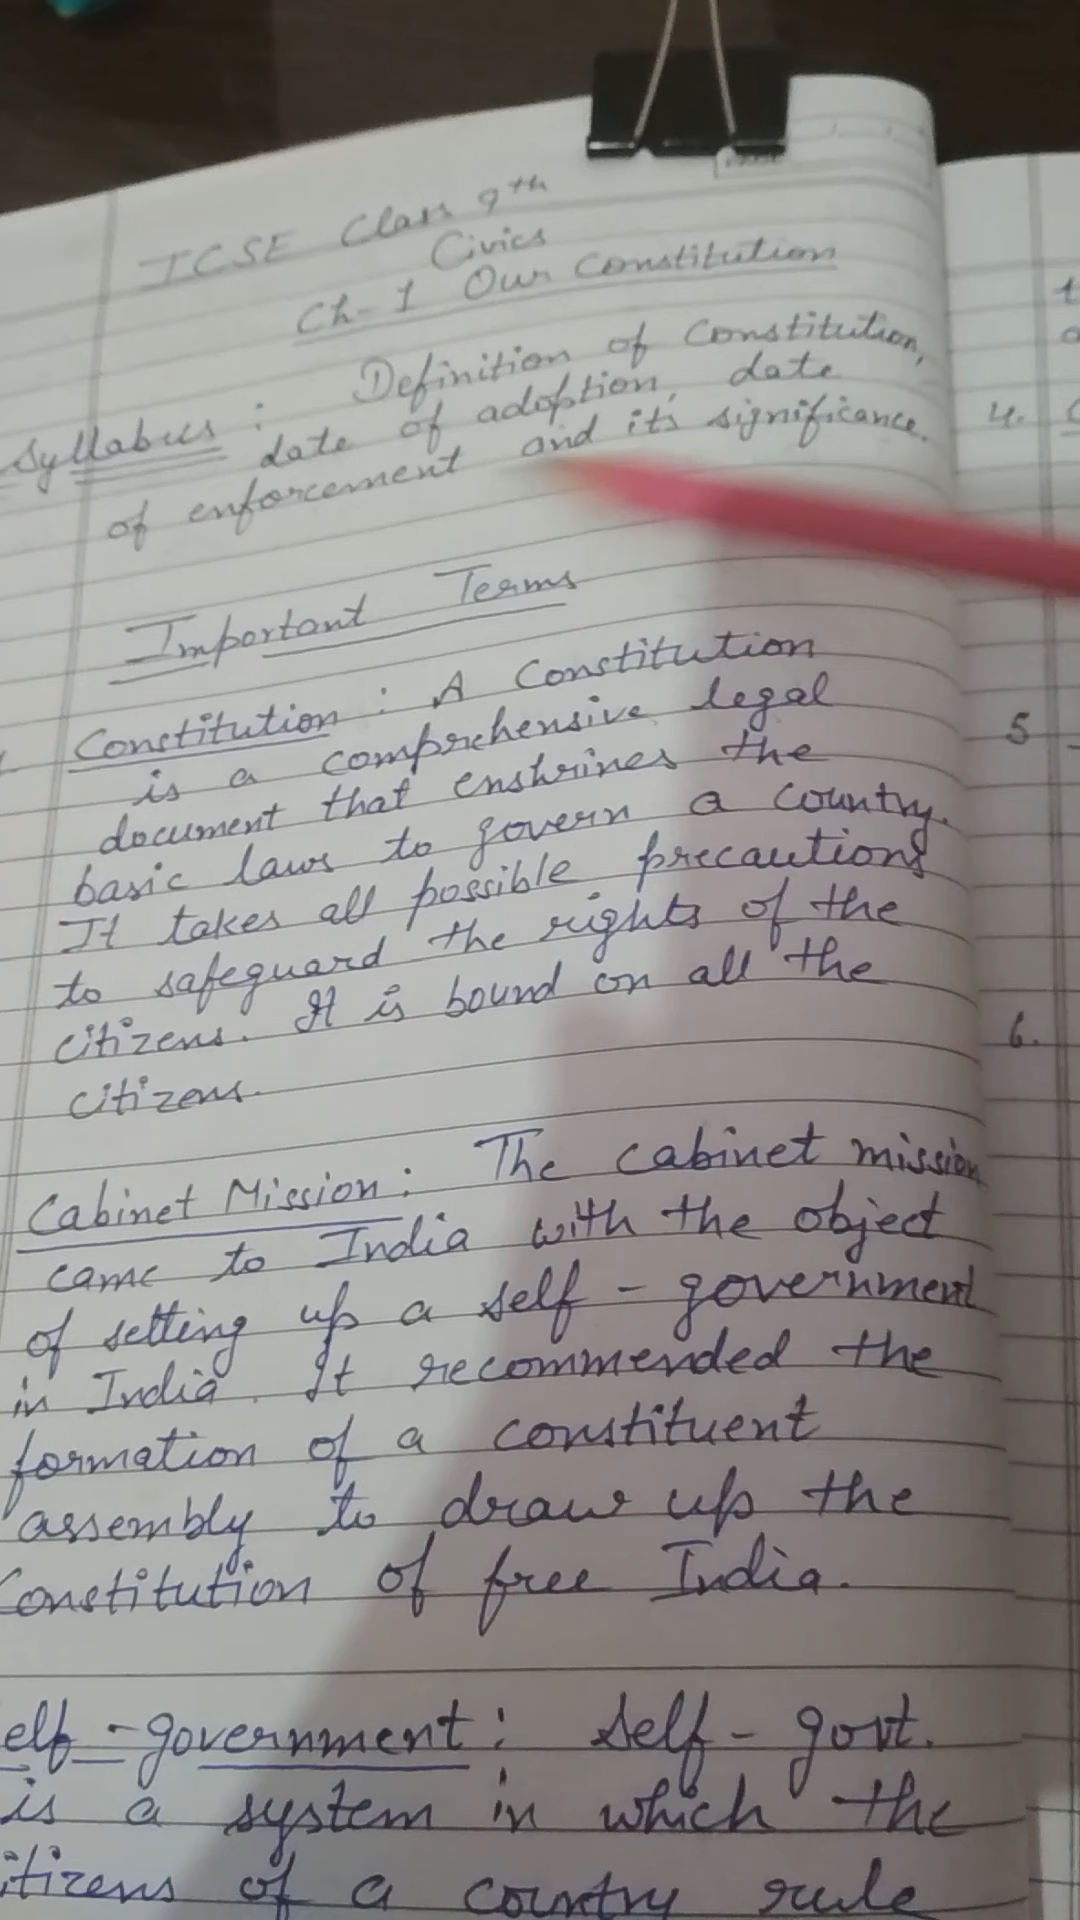 ICSE Class 9th
Civics
Ch-1 Our Constitution
Syllabus: Definition of Constitution,
date of adoption, date
of enforcement and its significance.
Important Terms
Constitution: A Constitution
is a comprehensive legal
document that enshrines the
basic laws to govern a country.
It takes all possible precautions
to safeguard the rights of the
citizens. It is bound on all the
citizens.
Cabinet Mission: The cabinet mission
came to India with the object
of setting up a self-government
in India. It recommended the
formation of a constituent
assembly to draw up the
Constitution of free India.
elf-government: Self-govt.
is a system in which the
itizens of a country rule
4.
5
6.